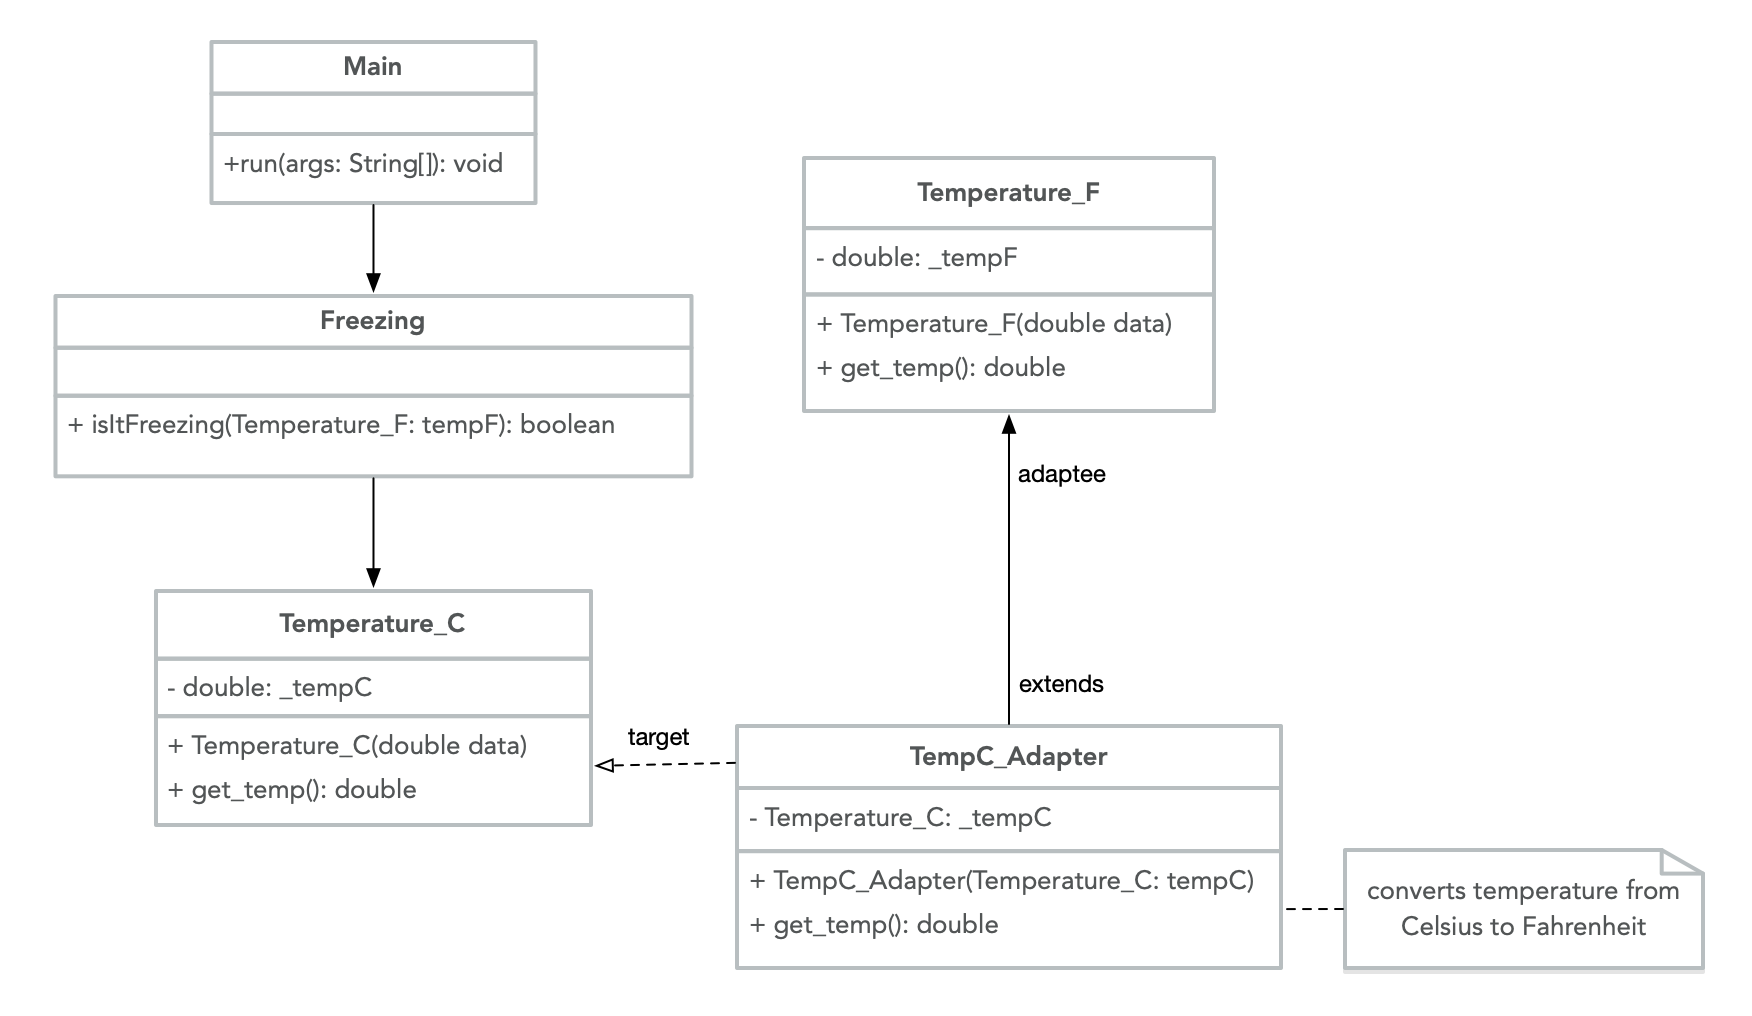 Main
+run(args: String[]): void
Freezing
+ isItFreezing(Temperature_F: tempF): boolean
Temperature_C
- double: _tempC
+ Temperature_C(double data)
+ get_temp(): double
Temperature_F
- double: _tempF
+ Temperature_F(double data)
+ get_temp(): double
adaptee
extends
target
TempC_Adapter
- Temperature_C: _tempC
+ TempC_Adapter(Temperature_C: tempC)
+ get_temp(): double
converts temperature from
Celsius to Fahrenheit